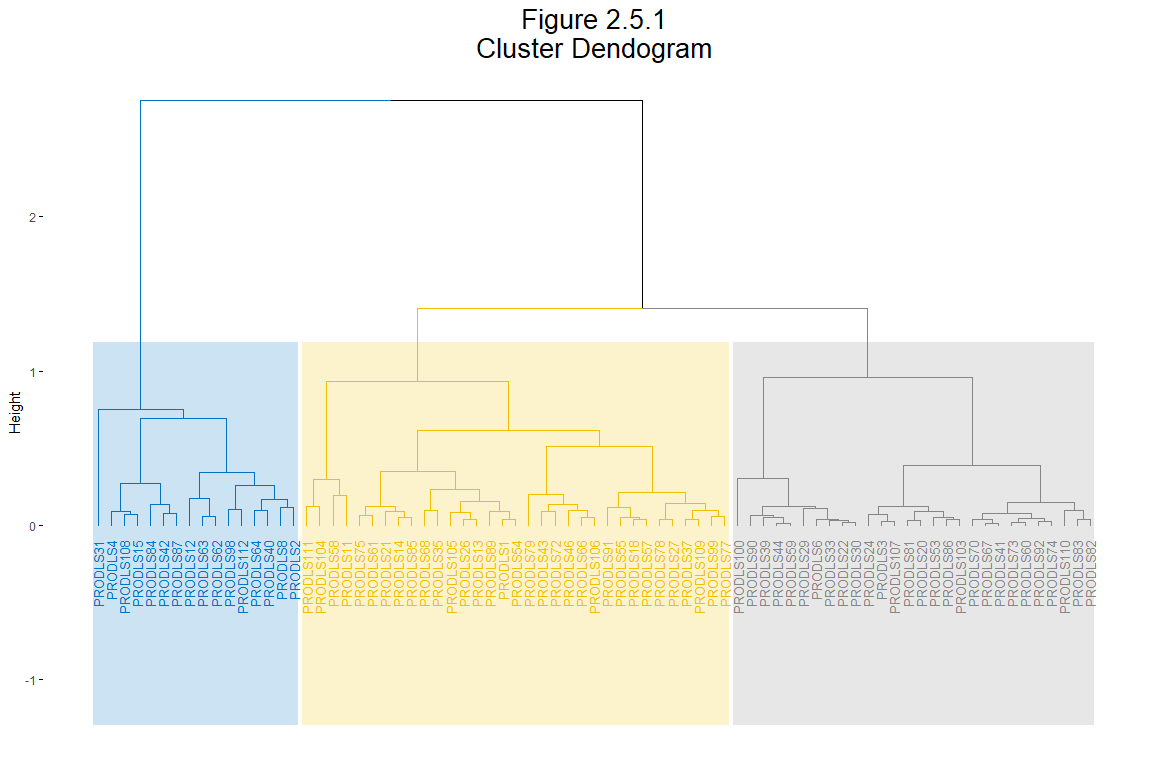 Figure 2.5.1
Cluster Dendogram
Height
2
1
0
-1
PRODLS31
PRODLS4
PRODLS108
PRODLS15
PRODLS84
PRODLS42
PRODLS87
PRODLS12
PRODLS63
PRODLS62
PRODLS98
PRODLS112
PRODLS64
PRODLS40
PRODLS8
PRODLS2
PRODLS111
PRODLS104
PRODLS58
PRODLS11
PRODLS75
PRODLS61
PRODLS21
PRODLS14
PRODLS85
PRODLS68
PRODLS35
PRODLS105
PRODLS26
PRODLS13
PRODLS89
PRODLS1
PRODLS54
PRODLS79
PRODLS43
PRODLS72
PRODLS46
PRODLS66
PRODLS106
PRODLS91
PRODLS55
PRODLS18
PRODLS57
PRODLS78
PRODLS7
PRODLS37
PRODLS109
PRODLS99
PRODLS77
PRODLS100
PRODLS90
PRODLS39
PRODLS44
PRODLS59
PRODLS29
PRODLS6
PRODLS33
PRODLS22
PRODLS30
PRODLS24
PRODLS3
PRODLS107
PRODLS81
PRODLS20
PRODLS53
PRODLS86
PRODLS103
PRODLS70
PRODLS67
PRODLS41
PRODLS73
PRODLS60
PRODLS92
PRODLS74
PRODLS110
PRODLS83
PRODLS82